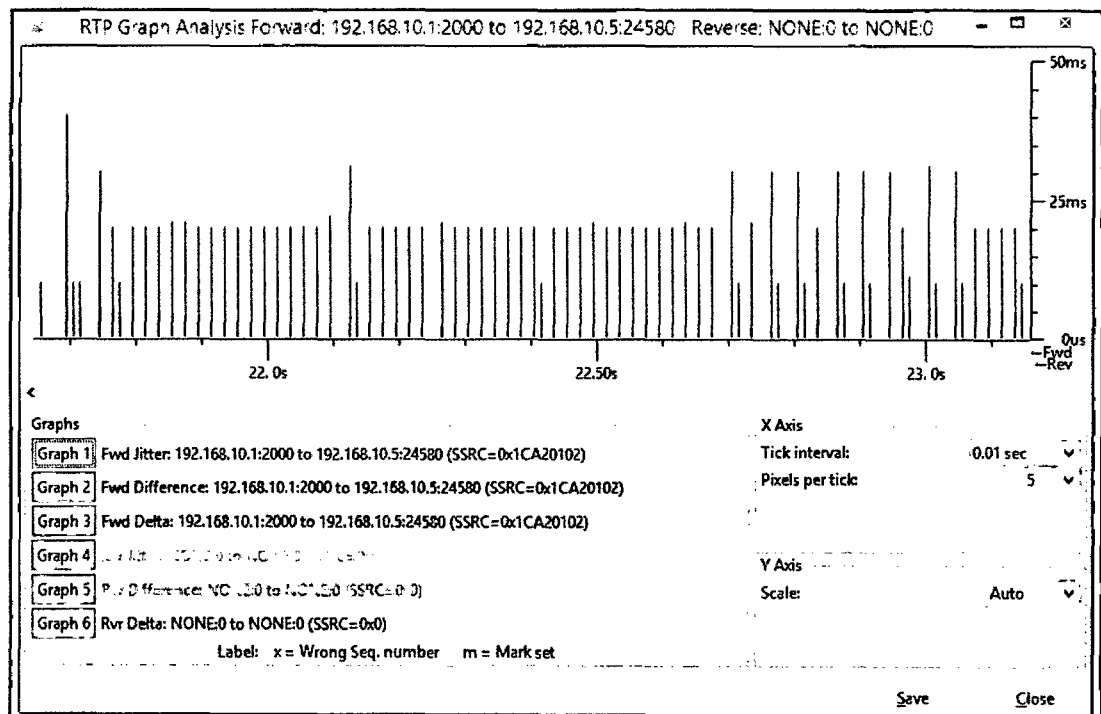 RTP Graph Analysis Forward: 192.168.10.1:2000 to 192.168.10.5:24580 Reverse: NONE:0 to NONE:0
50ms
25ms
0us
Fwd
Rev
22.0s
22.50s
23.0s
<
Graphs
Graph 1 Fwd Jitter: 192.168.10.1:2000 to 192.168.10.5:24580 (SSRC=0x1CA20102)
Graph 2 Fwd Difference: 192.168.10.1:2000 to 192.168.10.5:24580 (SSRC=0x1CA20102)
Graph 3 Fwd Delta: 192.168.10.1:2000 to 192.168.10.5:24580 (SSRC=0x1CA20102)
Graph 4
Graph 5 Difference: to
Graph 6 Rvr Delta: NONE:0 to NONE:0 (SSRC=0x0)
Label: x = Wrong Seq. number m = Mark set
X Axis
Tick interval: 0.01 sec
Pixels per tick: 5
Y Axis
Scale: Auto
Save Close